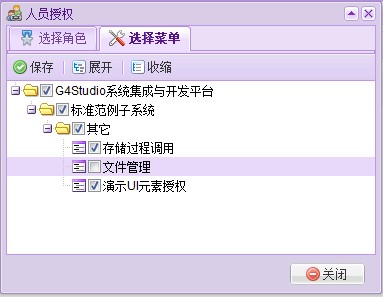 人员授权
选择角色 选择菜单
保存 展开 收缩
G4Studio系统集成与开发平台
标准范例子系统
其它
存储过程调用
文件管理
演示UI元素授权
关闭